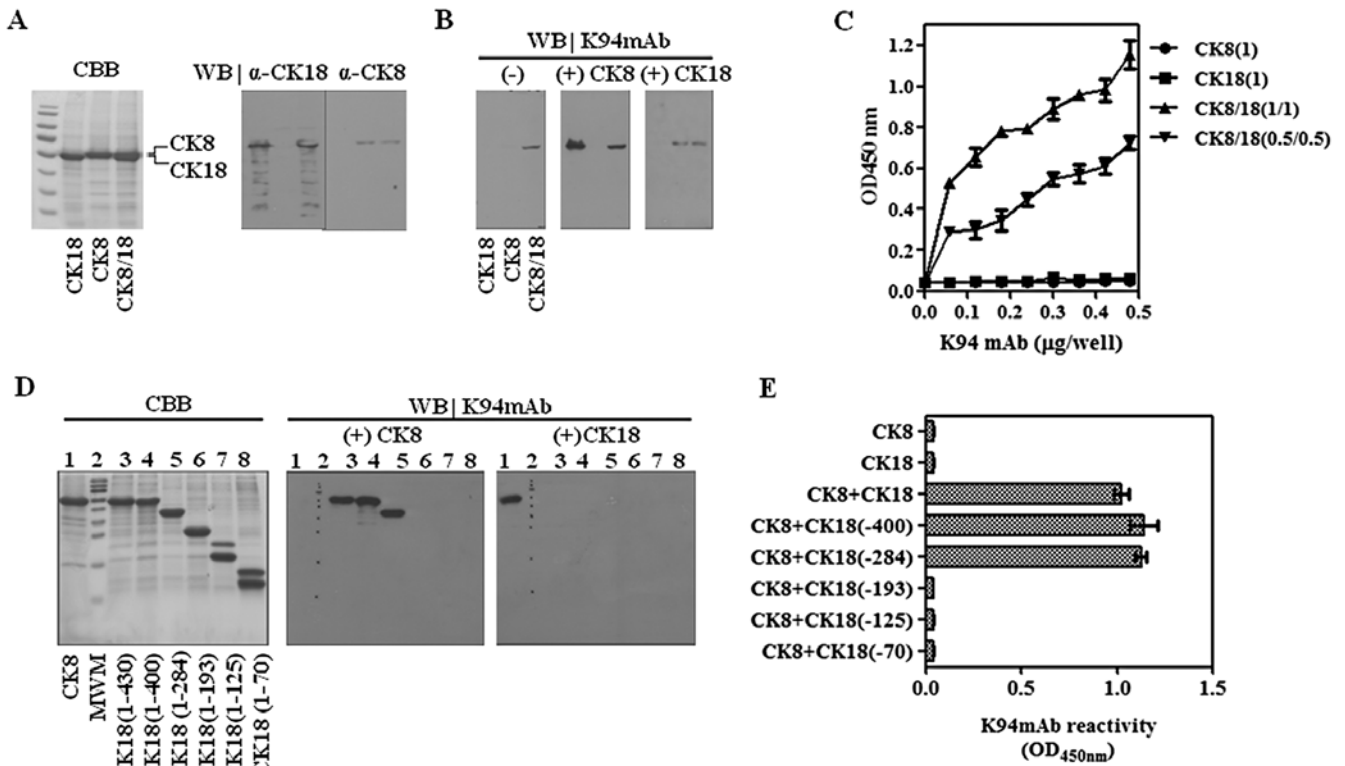 A
CBB
WB | α-CK18 α-CK8
CK8
CK18
CK18
CK8
CK8/18
B
WB | K94mAb
(-) (+) CK8 (+) CK18
CK18
CK8
CK8/18
C
OD450 nm
1.2
1.0
0.8
0.6
0.4
0.2
0.0
0.0 0.1 0.2 0.3 0.4 0.5
K94 mAb (μg/well)
CK8(1)
CK18(1)
CK8/18(1/1)
CK8/18(0.5/0.5)
D
CBB
1 2 3 4 5 6 7 8
CK8
MWM
K18(1-430)
K18(1-400)
K18 (1-284)
K18(1-193)
K18(1-125)
CK18 (1-70)
WB | K94mAb
(+) CK8
1 2 3 4 5 6 7 8
(+)CK18
1 2 3 4 5 6 7 8
E
CK8
CK18
CK8+CK18
CK8+CK18(-400)
CK8+CK18(-284)
CK8+CK18(-193)
CK8+CK18(-125)
CK8+CK18(-70)
0.0 0.5 1.0 1.5
K94mAb reactivity
(OD450nm)